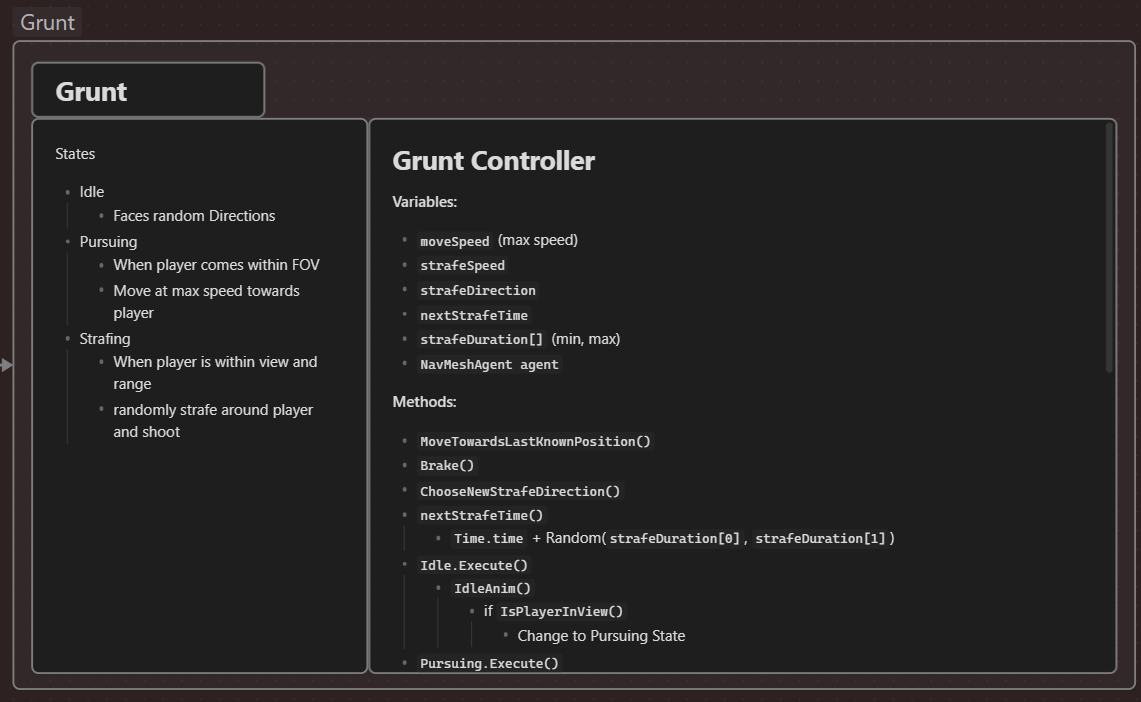 Grunt
Grunt
States
Idle
Faces random Directions
Pursuing
When player comes within FOV
Move at max speed towards
player
Strafing
When player is within view and
range
randomly strafe around player
and shoot
Grunt Controller
Variables:
moveSpeed (max speed)
strafeSpeed
strafeDirection
nextStrafeTime
strafeDuration[] (min, max)
NavMeshAgent agent
Methods:
MoveTowardsLastKnownPosition()
Brake()
ChooseNewStrafeDirection()
nextStrafeTime()
Time.time + Random(strafeDuration[0], strafeDuration[1])
Idle.Execute()
IdleAnim()
if IsPlayerInView()
Change to Pursuing State
Pursuing.Execute()